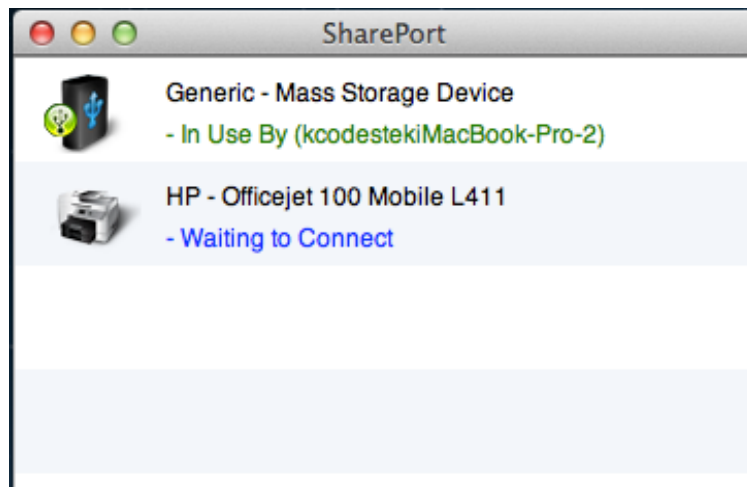 SharePort
Generic - Mass Storage Device
- In Use By (kcodestekiMacBook-Pro-2)
HP - Officejet 100 Mobile L411
- Waiting to Connect